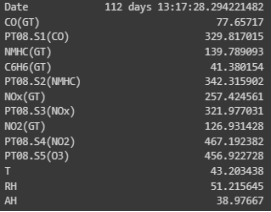 Date 112 days 13:17:28.294221482
CO(GT) 77.65717
PT08.S1(CO) 329.817015
NMHC(GT) 139.789093
C6H6(GT) 41.380154
PT08.S2(NMHC) 342.315902
NOx(GT) 257.424561
PT08.S3(NOx) 321.977031
NO2(GT) 126.931428
PT08.S4(NO2) 467.192382
PT08.S5(O3) 456.922728
T 43.203438
RH 51.215645
AH 38.97667